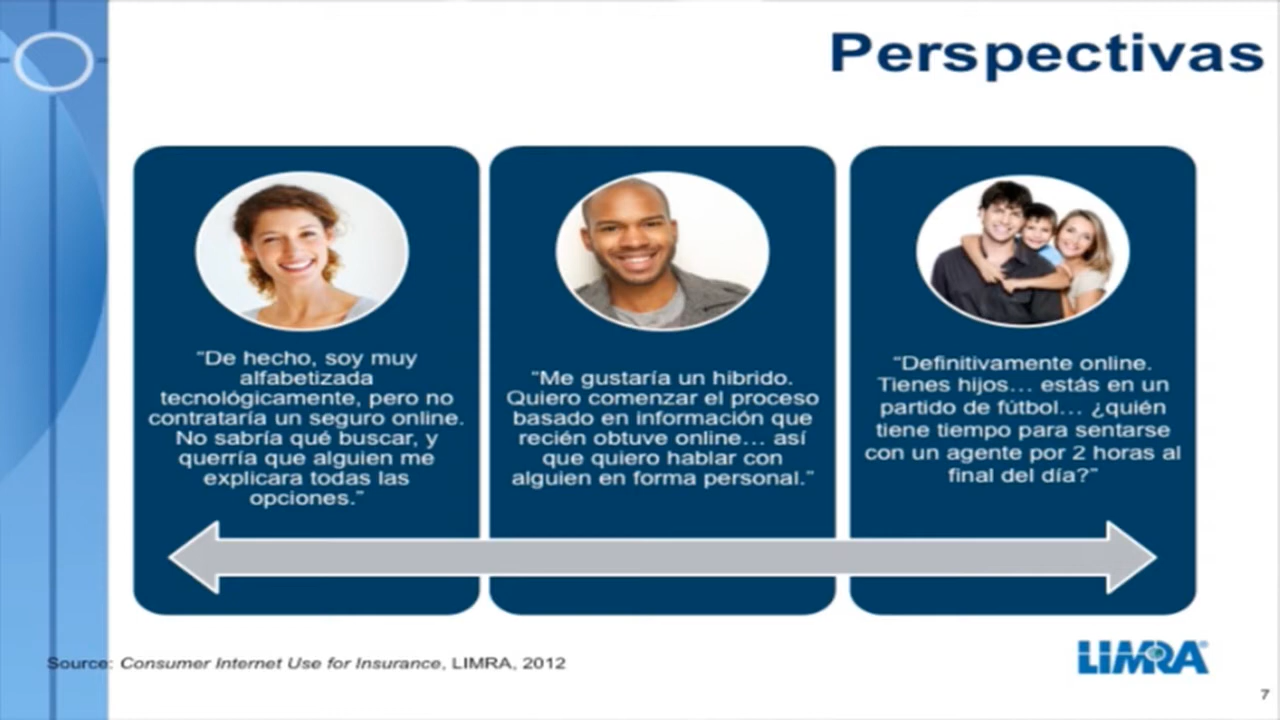 Perspectivas
“De hecho, soy muy
alfabetizada
tecnológicamente, pero no
contrataría un seguro online.
No sabría qué buscar, y
querría que alguien me
explicara todas las
opciones.”
“Me gustaría un hibrido.
Quiero comenzar el proceso
basado en información que
recién obtuve online… así
que quiero hablar con
alguien en forma personal.”
“Definitivamente online.
Tienes hijos… estás en un
partido de fútbol… ¿quién
tiene tiempo para sentarse
con un agente por 2 horas al
final del día?”
Source: Consumer Internet Use for Insurance, LIMRA, 2012
LIMRA®
7